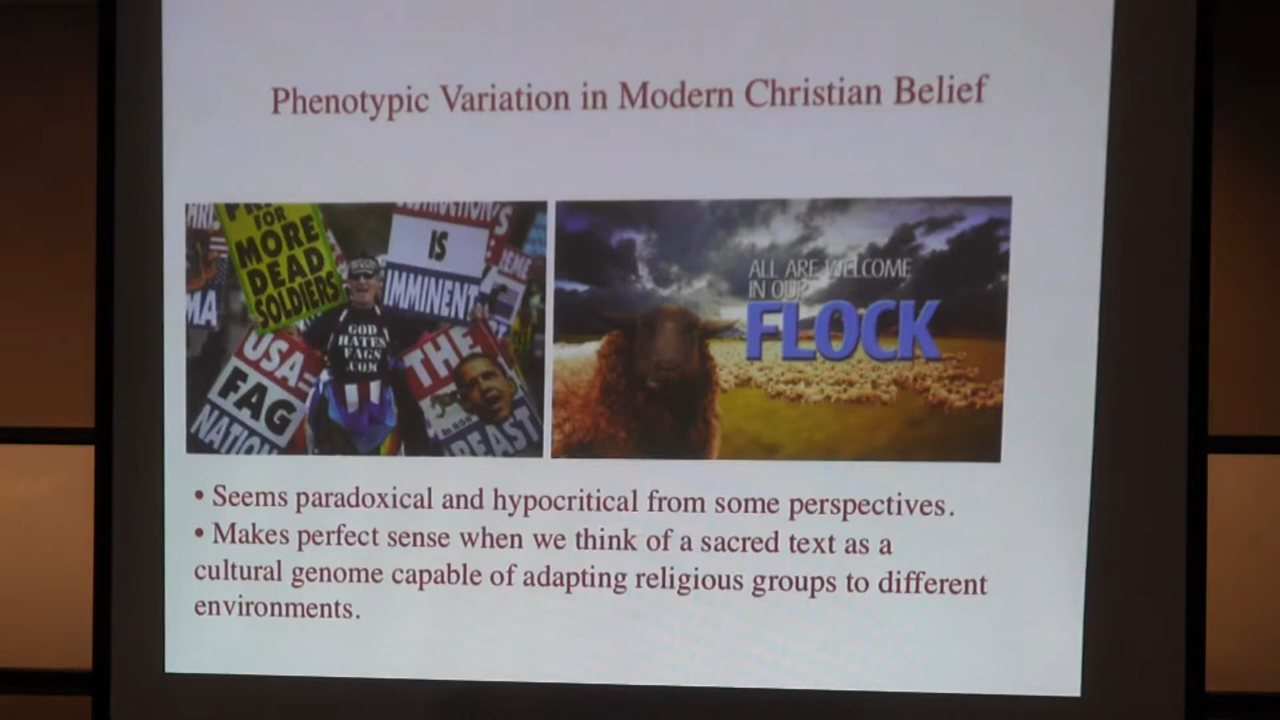 Phenotypic Variation in Modern Christian Belief
FOR
MORE
DEAD
SOLDIERS
IS
IMMINENT
MA
GOD
HATES
FAGS
.COM
USA=
FAG
NATION
THE
BEAST
ALL ARE WELCOME
IN OUR
FLOCK
• Seems paradoxical and hypocritical from some perspectives.
• Makes perfect sense when we think of a sacred text as a
cultural genome capable of adapting religious groups to different
environments.